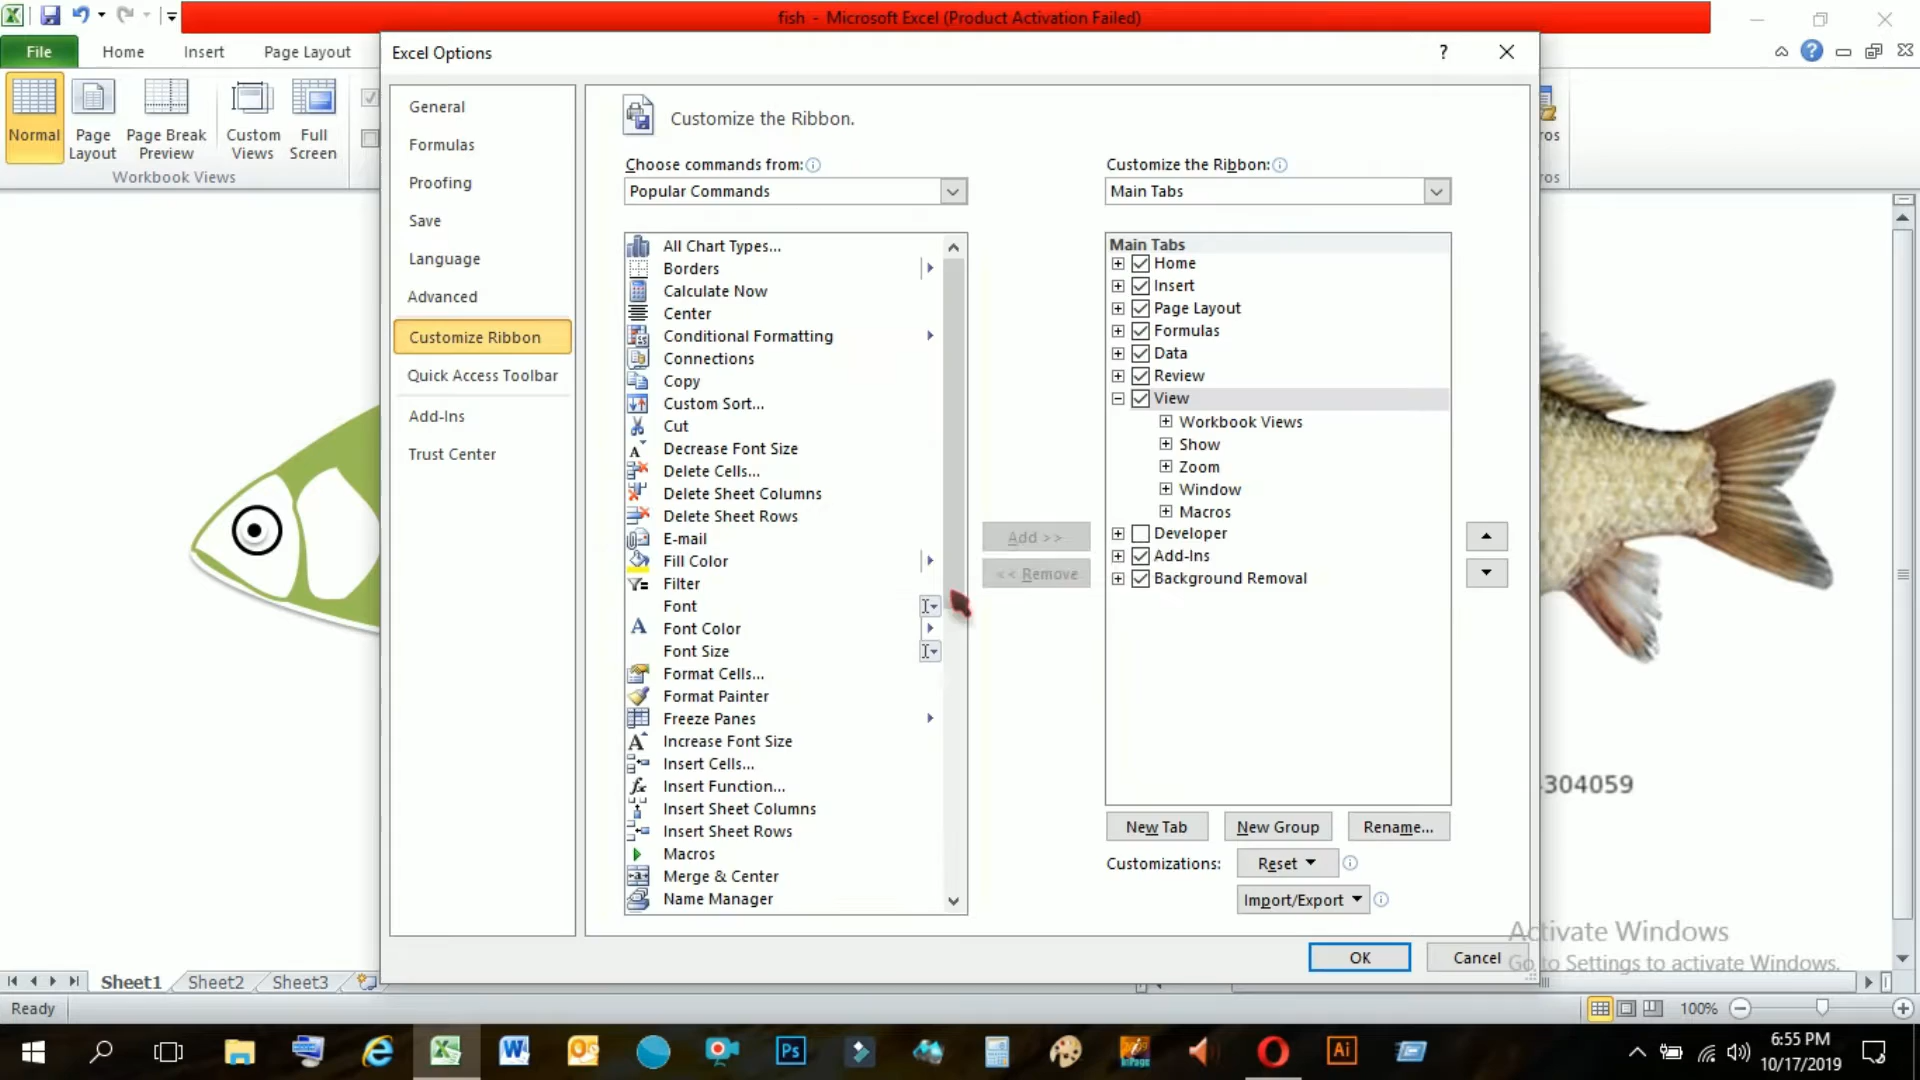 fish - Microsoft Excel (Product Activation Failed)
File Home Insert Page Layout
Excel Options
?
Normal
Page Layout
Page Break Preview
Custom Views
Full Screen
Workbook Views
ros
ros
General
Formulas
Proofing
Save
Language
Advanced
Customize Ribbon
Quick Access Toolbar
Add-Ins
Trust Center
Customize the Ribbon.
Choose commands from:
Popular Commands
All Chart Types...
Borders
Calculate Now
Center
Conditional Formatting
Connections
Copy
Custom Sort...
Cut
Decrease Font Size
Delete Cells...
Delete Sheet Columns
Delete Sheet Rows
E-mail
Fill Color
Filter
Font
Font Color
Font Size
Format Cells...
Format Painter
Freeze Panes
Increase Font Size
Insert Cells...
Insert Function...
Insert Sheet Columns
Insert Sheet Rows
Macros
Merge & Center
Name Manager
Add >>
<< Remove
Customize the Ribbon:
Main Tabs
Main Tabs
Home
Insert
Page Layout
Formulas
Data
Review
View
Workbook Views
Show
Zoom
Window
Macros
Developer
Add-Ins
Background Removal
New Tab New Group Rename...
Customizations: Reset
Import/Export
OK Cancel
304059
Activate Windows
Go to Settings to activate Windows.
Sheet1 Sheet2 Sheet3
Ready
100%
Ps
Ai
6:55 PM
10/17/2019